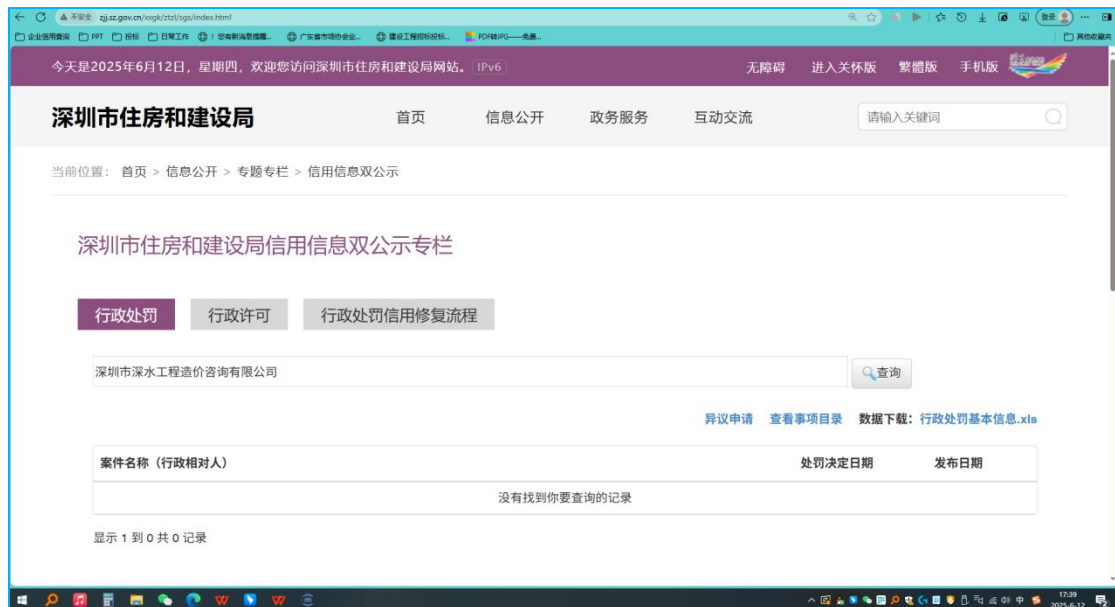 不安全 zjj.sz.gov.cn/xxgk/ztzl/sgs/index.html 登录
企业信用查询 PPT 投标 日常工作 ！您有新消息提醒... 广东省市场协会业... 建设工程招标投标... PDF转JPG——免费... 其他收藏夹
今天是2025年6月12日，星期四，欢迎您访问深圳市住房和建设局网站。 IPv6 无障碍 进入关怀版 繁體版 手机版
深圳市住房和建设局 首页 信息公开 政务服务 互动交流 请输入关键词
当前位置： 首页 > 信息公开 > 专题专栏 > 信用信息双公示
深圳市住房和建设局信用信息双公示专栏
行政处罚 行政许可 行政处罚信用修复流程
深圳市深水工程造价咨询有限公司 查询
异议申请 查看事项目录 数据下载：行政处罚基本信息.xls
案件名称（行政相对人） 处罚决定日期 发布日期
没有找到你要查询的记录
显示 1 到 0 共 0 记录
中 17:39
2025-6-12